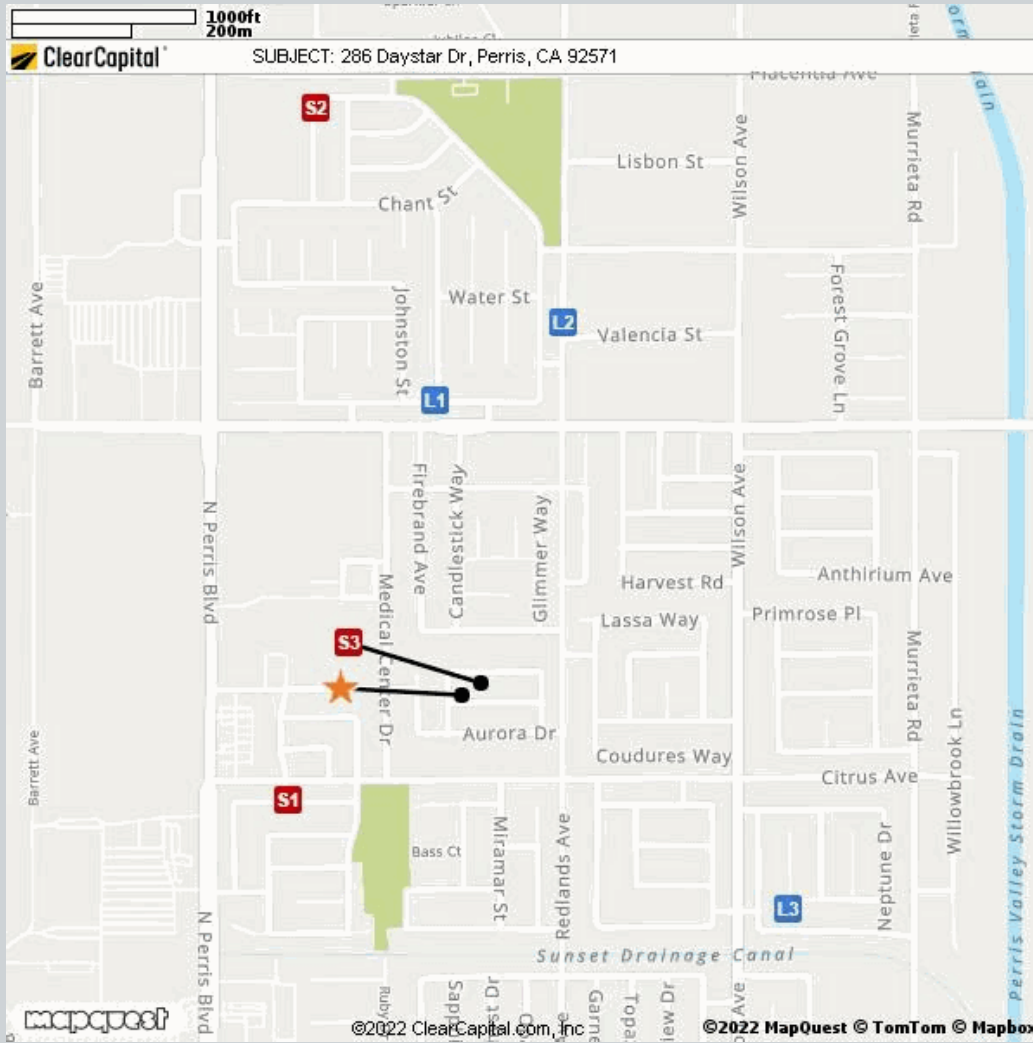 1000ft
200m
ClearCapital
SUBJECT: 286 Daystar Dr, Perris, CA 92571
Placentia Ave
S2
Wilson Ave
Murrieta Rd
Lisbon St
Chant St
Barrett Ave
Johnston St
Water St
L2
Valencia St
Forest Grove Ln
L1
N Perris Blvd
Firebrand Ave
Candlestick Way
Glimmer Way
Wilson Ave
Harvest Rd
Anthirium Ave
Medical Center Dr
Lassa Way
Primrose Pl
S3
Murrieta Rd
Aurora Dr
Coudures Way
Citrus Ave
Willowbrook Ln
Barrett Ave
S1
Bass Ct
Miramar St
Redlands Ave
Neptune Dr
L3
N Perris Blvd
Sunset Drainage Canal
Perris Valley Storm Drain
Ruby
Ave
mapquest
©2022 ClearCapital.com, Inc
©2022 MapQuest © TomTom © Mapbox